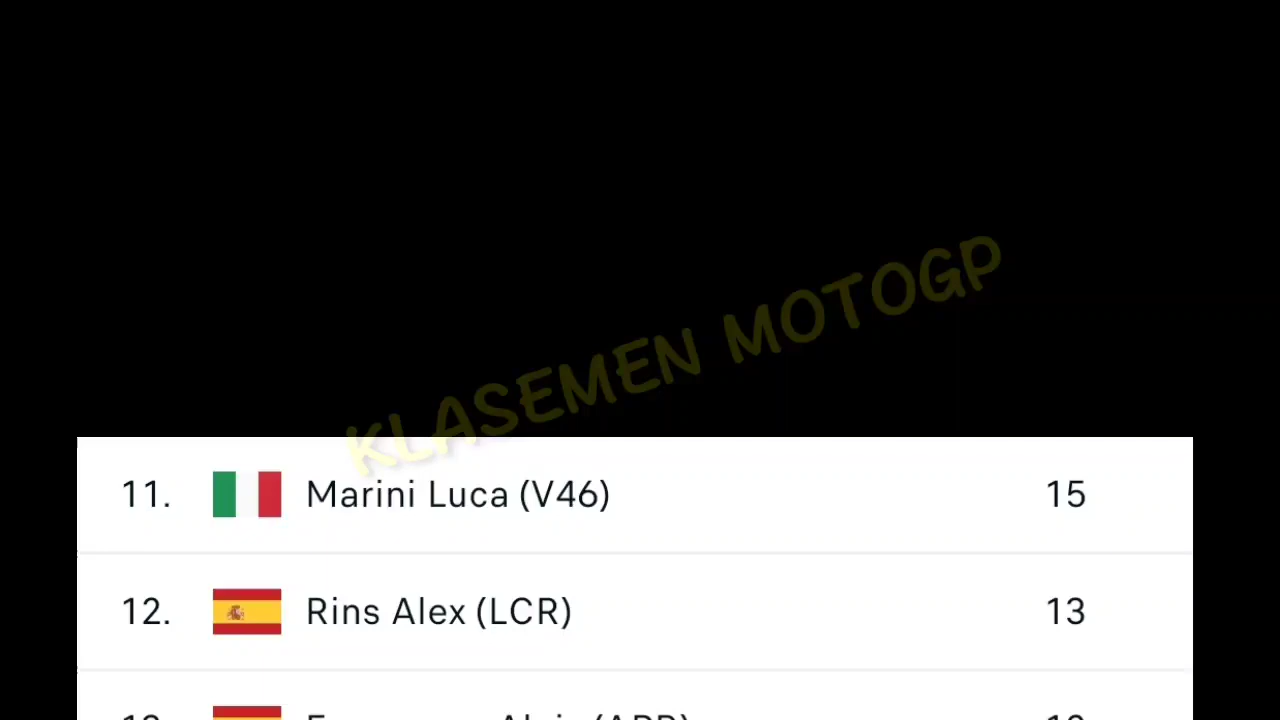 KLASEMEN MOTOGP
11. Marini Luca (V46) 15
12. Rins Alex (LCR) 13